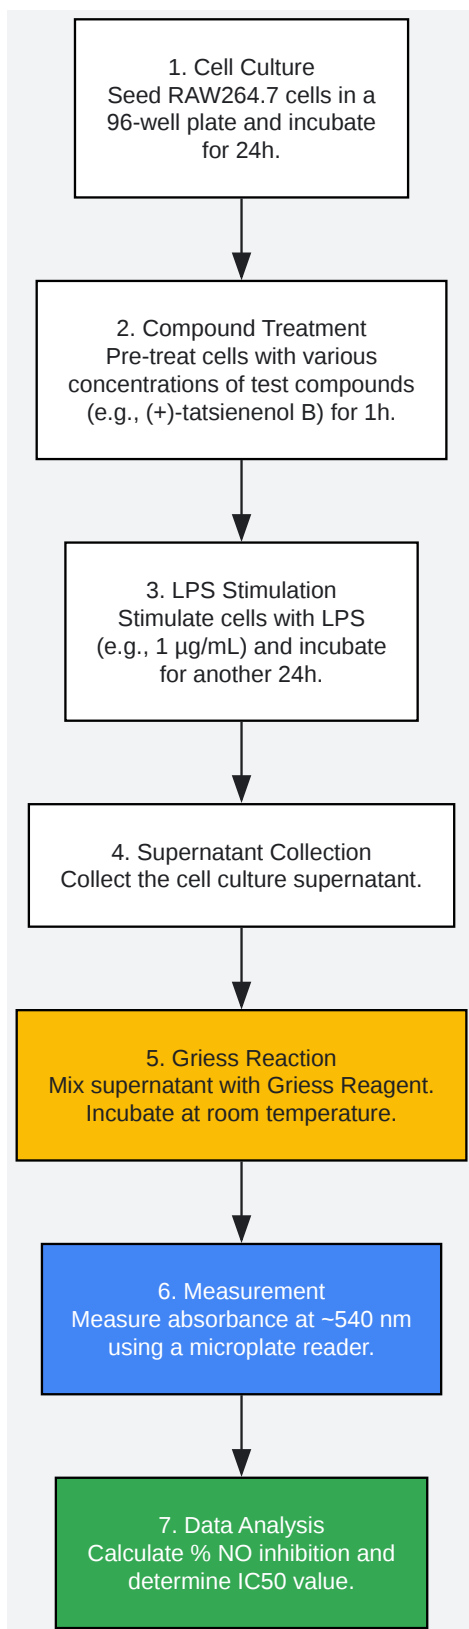 1. Cell Culture
Seed RAW264.7 cells in a
96-well plate and incubate
for 24h.
2. Compound Treatment
Pre-treat cells with various
concentrations of test compounds
(e.g., (+)-tatsienenol B) for 1h.
3. LPS Stimulation
Stimulate cells with LPS
(e.g., 1 µg/mL) and incubate
for another 24h.
4. Supernatant Collection
Collect the cell culture supernatant.
5. Griess Reaction
Mix supernatant with Griess Reagent.
Incubate at room temperature.
6. Measurement
Measure absorbance at ~540 nm
using a microplate reader.
7. Data Analysis
Calculate % NO inhibition and
determine IC50 value.